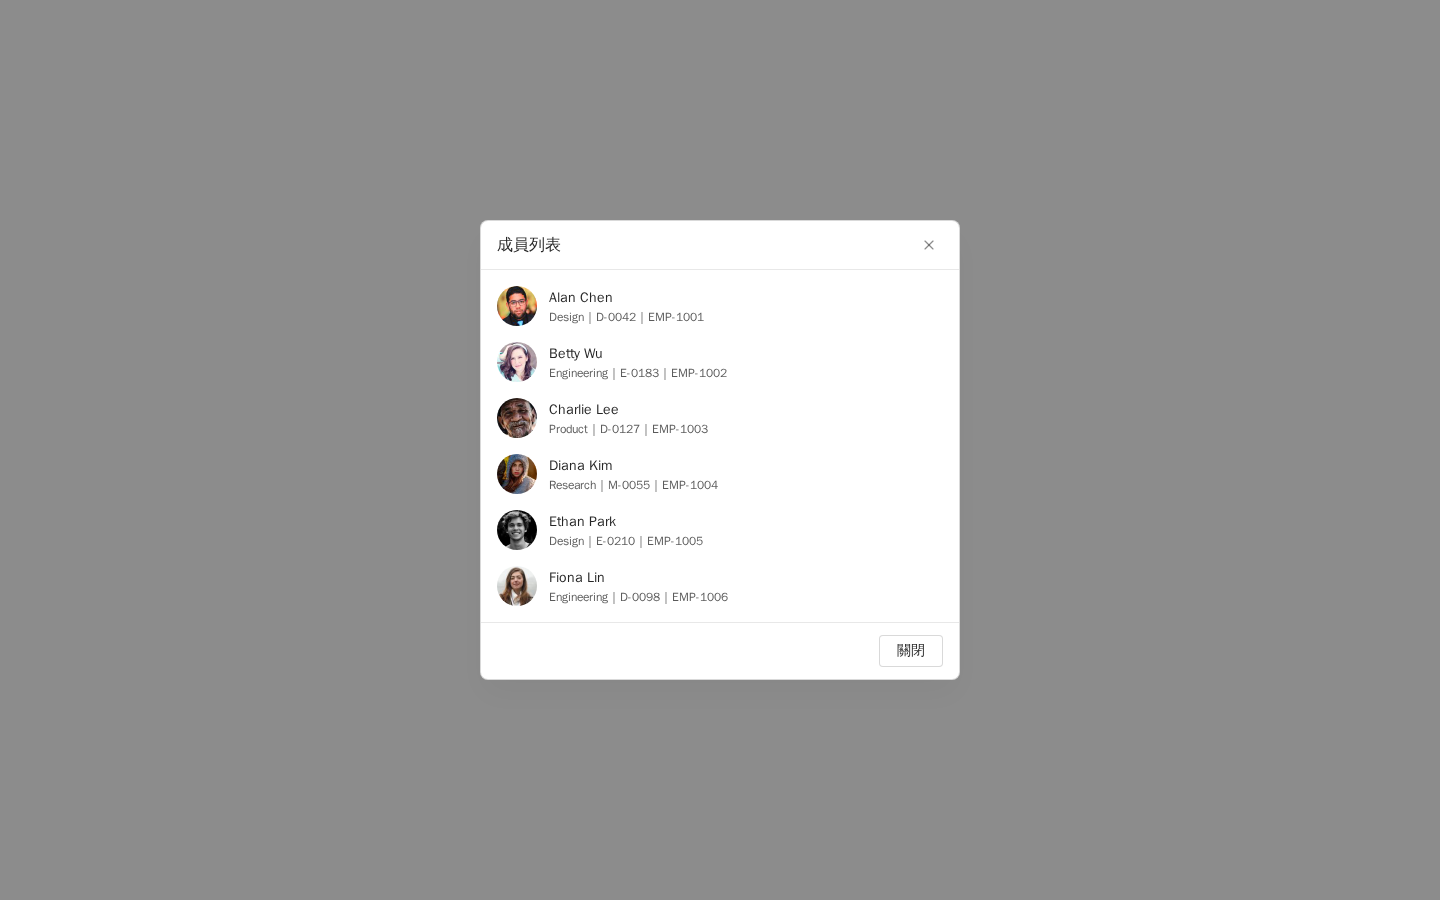 成員列表
Alan Chen
Design | D-0042 | EMP-1001
Betty Wu
Engineering | E-0183 | EMP-1002
Charlie Lee
Product | D-0127 | EMP-1003
Diana Kim
Research | M-0055 | EMP-1004
Ethan Park
Design | E-0210 | EMP-1005
Fiona Lin
Engineering | D-0098 | EMP-1006
關閉